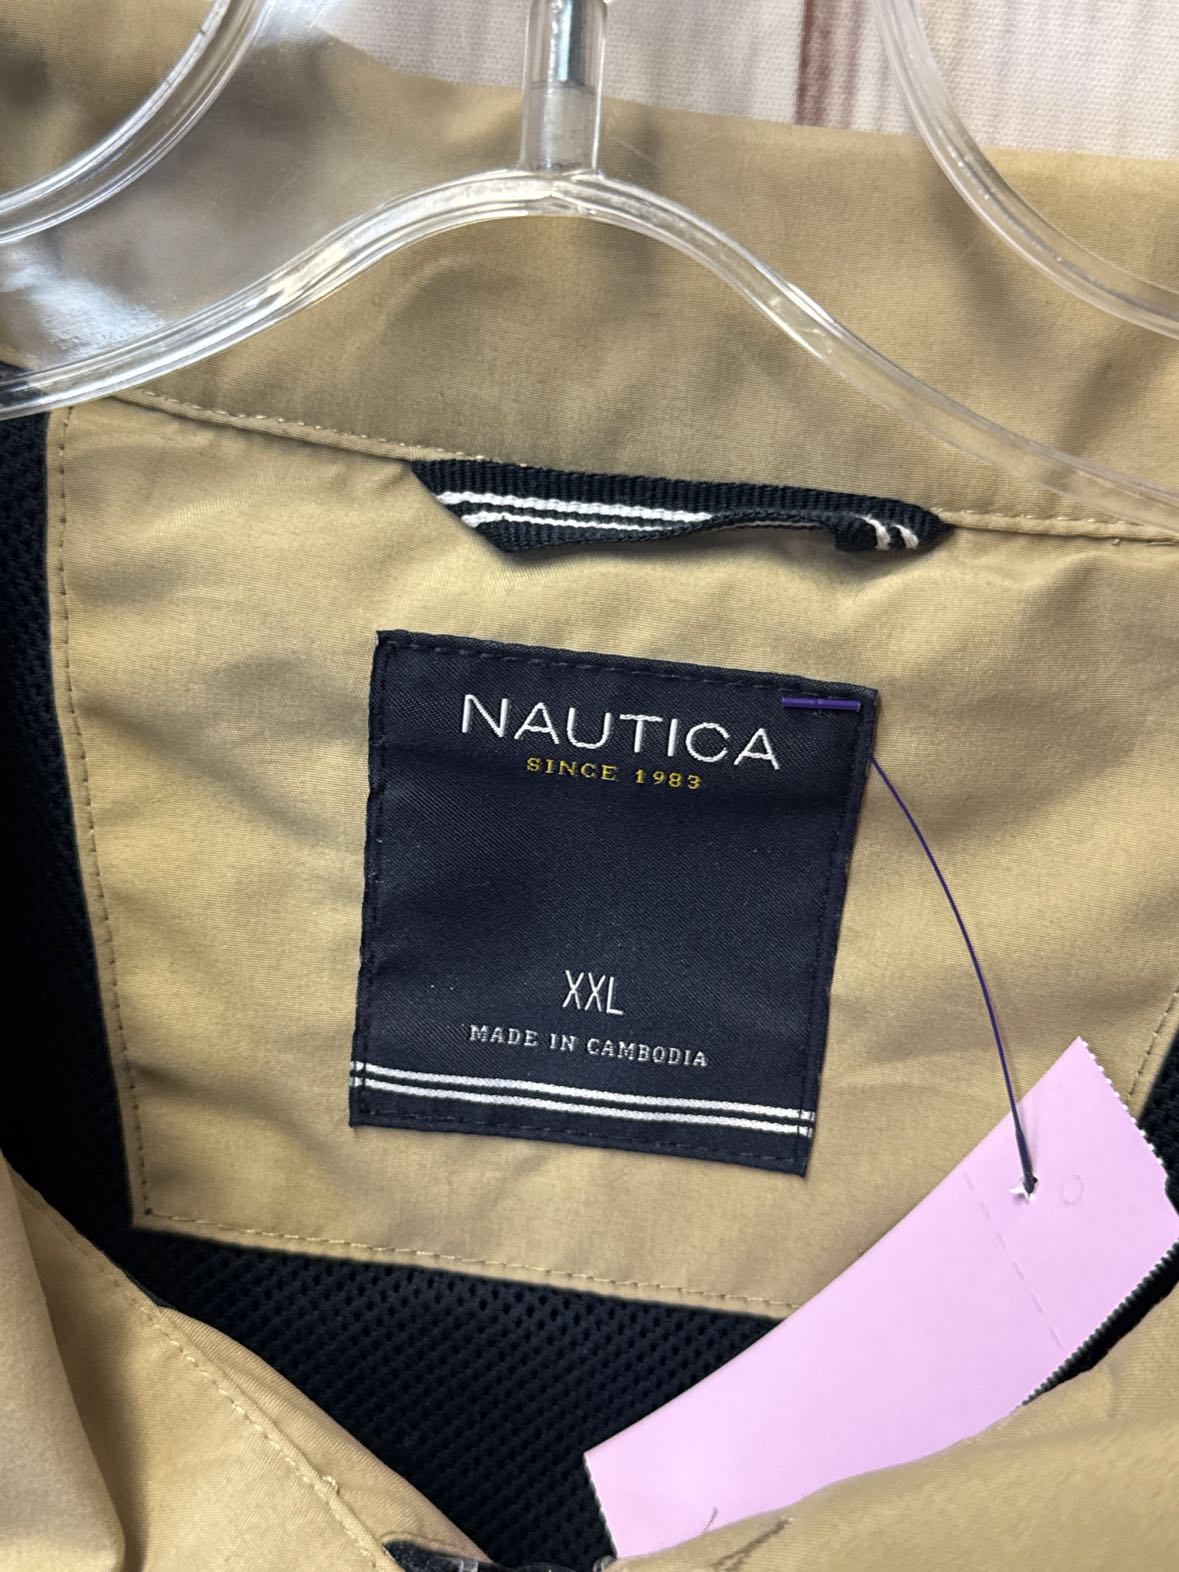 NAUTICA
SINCE 1983
XXL
MADE IN CAMBODIA